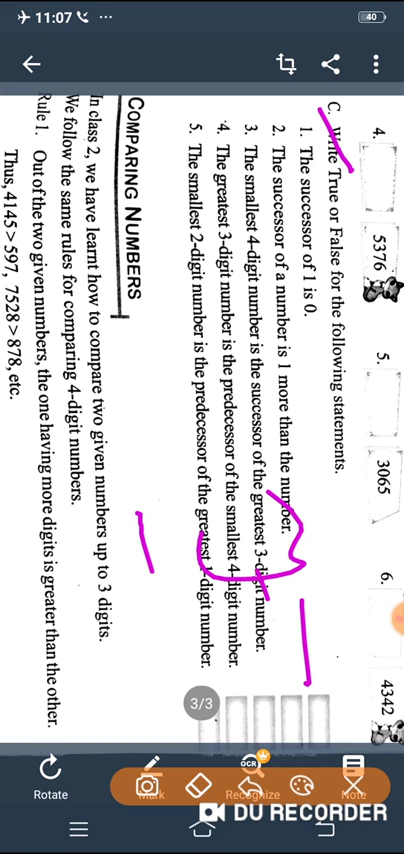 11:07
40
4. 5376 5. 3065 6. 4342
C. Write True or False for the following statements.
1. The successor of 1 is 0.
2. The successor of a number is 1 more than the number.
3. The smallest 4-digit number is the successor of the greatest 3-digit number.
4. The greatest 3-digit number is the predecessor of the smallest 4-digit number.
5. The smallest 2-digit number is the predecessor of the greatest 1-digit number.
COMPARING NUMBERS
In class 2, we have learnt how to compare two given numbers up to 3 digits.
We follow the same rules for comparing 4-digit numbers.
Rule 1. Out of the two given numbers, the one having more digits is greater than the other.
Thus, 4145 > 597, 7528 > 878, etc.
3/3
OCR
Rotate Mark Recognize Note
DU RECORDER